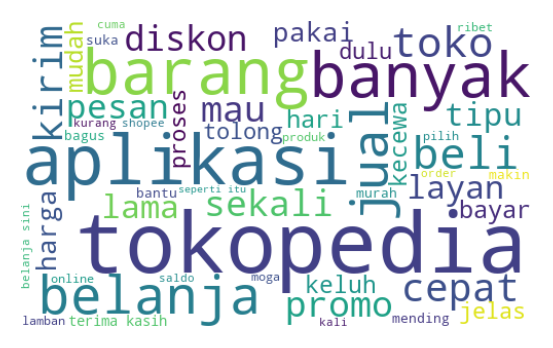 cuma
ribet
suka
diskon
pakai
toko
mudah
dulu
barang
banyak
kirim
pesan
mau
kurang
shopee
proses
hari
tipu
bagus
tolong
produk
kecewa
pilih
jual
beli
aplikasi
bantu
seperti itu
murah
order
makin
layan
harga
lama
sekali
bayar
belanja sini
tokopedia
online
saldo
moga
keluh
cepat
belanja
promo
mending
jelas
lamban
terima kasih
kali